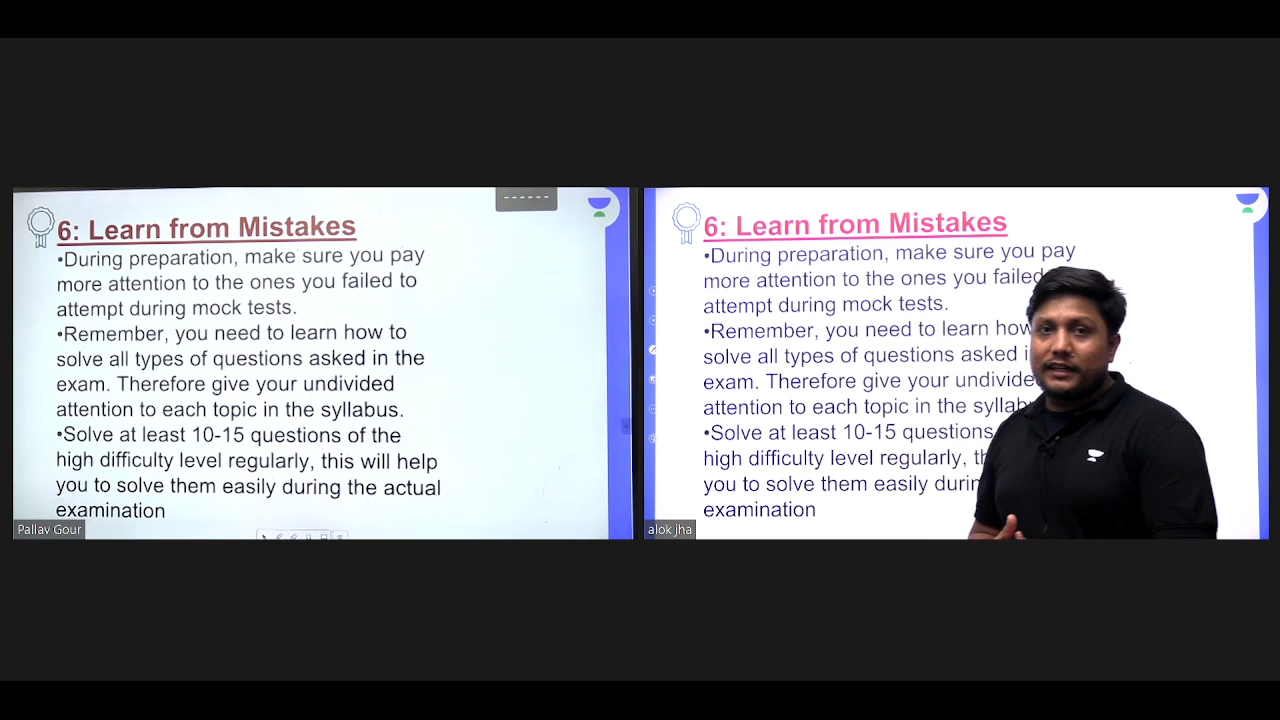 6: Learn from Mistakes
•During preparation, make sure you pay
more attention to the ones you failed to
attempt during mock tests.
•Remember, you need to learn how to
solve all types of questions asked in the
exam. Therefore give your undivided
attention to each topic in the syllabus.
•Solve at least 10-15 questions of the
high difficulty level regularly, this will help
you to solve them easily during the actual
examination
Pallav Gour
6: Learn from Mistakes
•During preparation, make sure you pay
more attention to the ones you failed
attempt during mock tests.
•Remember, you need to learn how
solve all types of questions asked
exam. Therefore give your
attention to each topic in the
•Solve at least 10-15 questions
high difficulty level regularly,
you to solve them easily
examination
alok jha